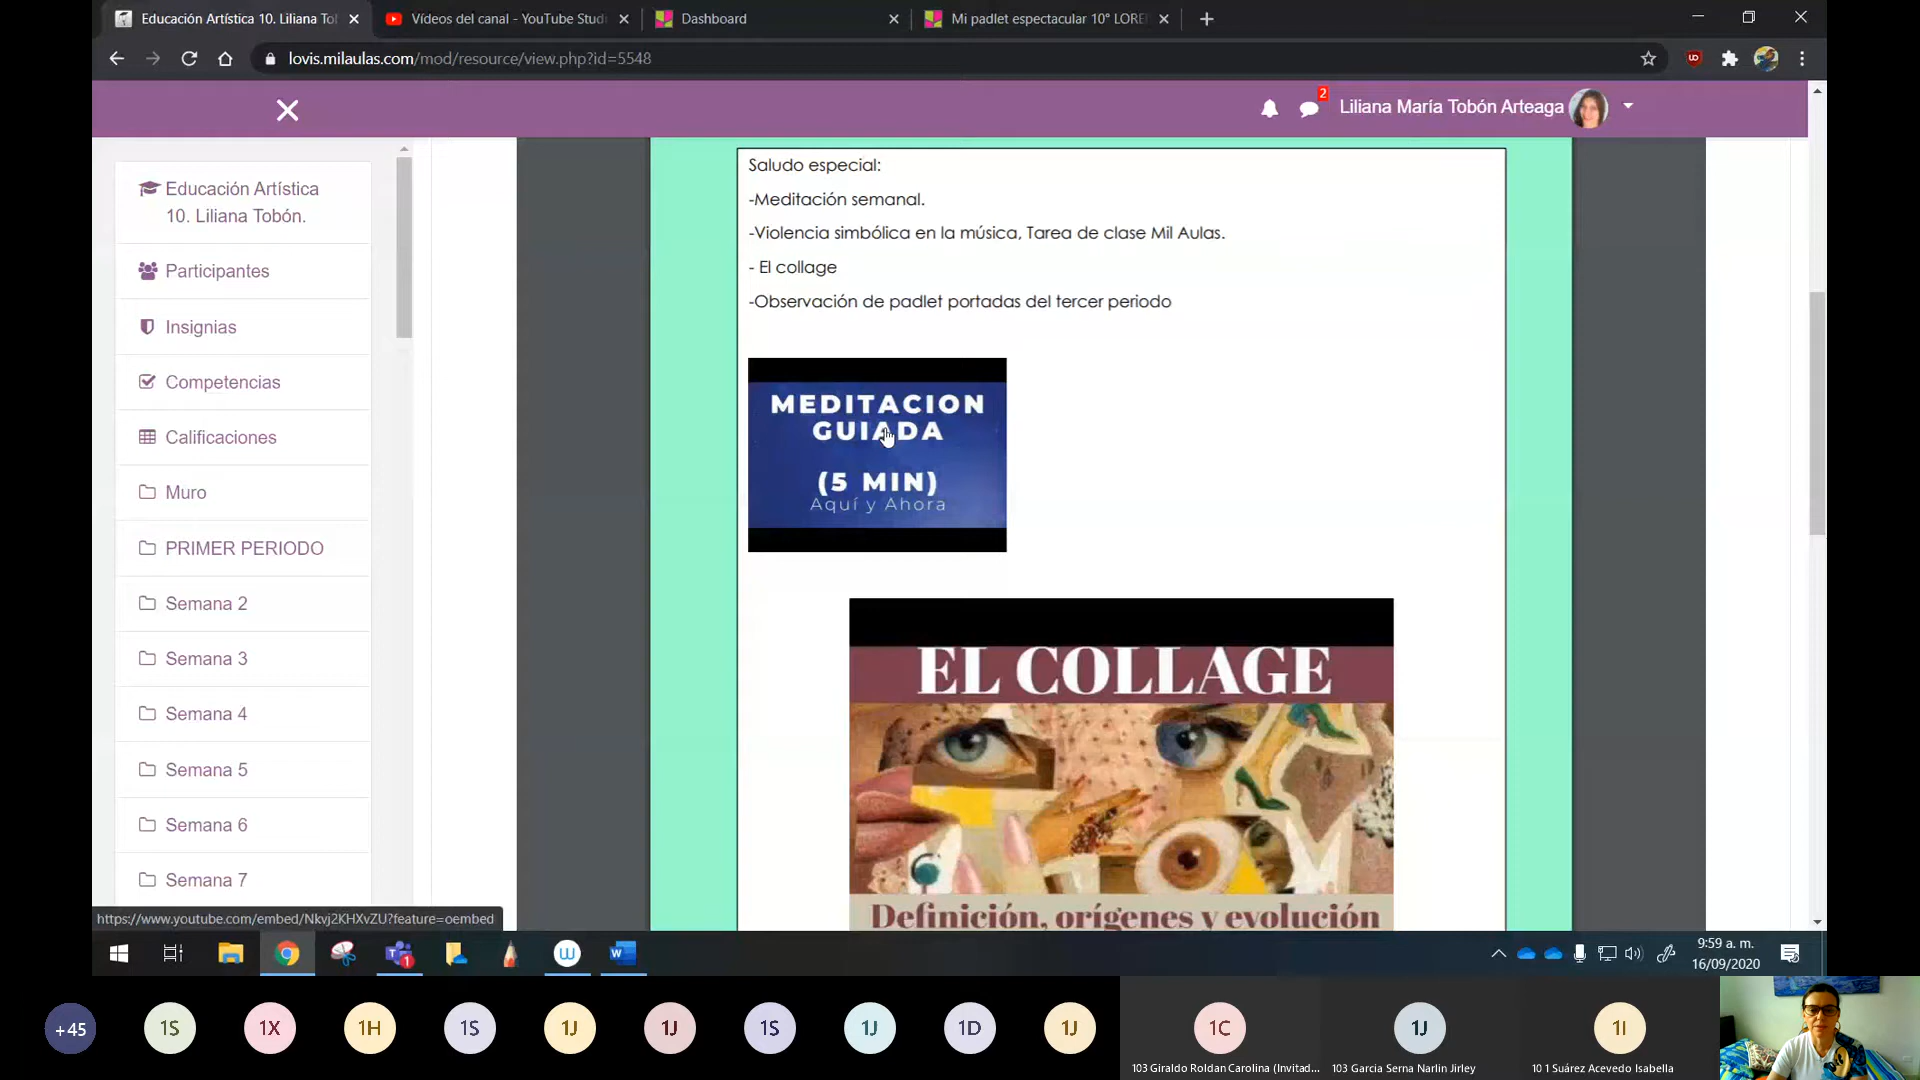 Educación Artística 10. Liliana To
Vídeos del canal - YouTube Studi
Dashboard
Mi padlet espectacular 10° LORE
lovis.milaulas.com/mod/resource/view.php?id=5548
2
Liliana María Tobón Arteaga
Educación Artística
10. Liliana Tobón.
Participantes
Insignias
Competencias
Calificaciones
Muro
PRIMER PERIODO
Semana 2
Semana 3
Semana 4
Semana 5
Semana 6
Semana 7
Saludo especial:
-Meditación semanal.
-Violencia simbólica en la música, Tarea de clase Mil Aulas.
- El collage
-Observación de padlet portadas del tercer periodo
MEDITACION
GUIADA
(5 MIN)
Aquí y Ahora
EL COLLAGE
Definición, orígenes y evolución
https://www.youtube.com/embed/Nkvj2KHXvZU?feature=oembed
9:59 a. m.
16/09/2020
+45
1S
1X
1H
1S
1J
1J
1S
1J
1D
1J
1C
1J
1I
103 Giraldo Roldan Carolina (Invitad...
103 Garcia Serna Narlin Jirley
10 1 Suárez Acevedo Isabella